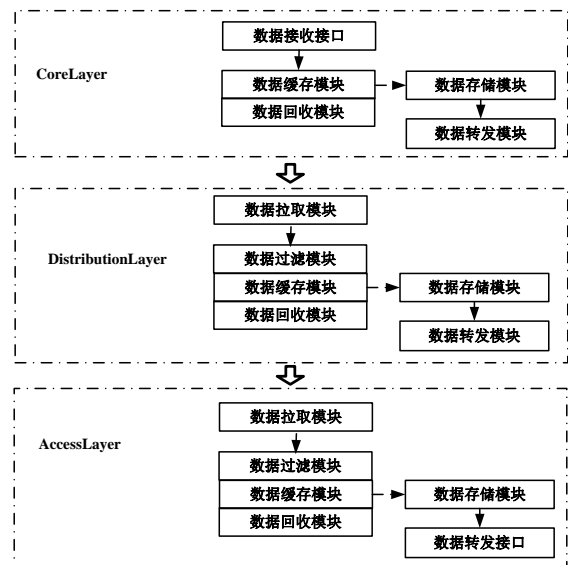 数据接收接口
CoreLayer
数据缓存模块
数据存储模块
数据回收模块
数据转发模块
数据拉取模块
DistributionLayer
数据过滤模块
数据缓存模块
数据存储模块
数据回收模块
数据转发模块
数据拉取模块
AccessLayer
数据过滤模块
数据缓存模块
数据存储模块
数据回收模块
数据转发接口